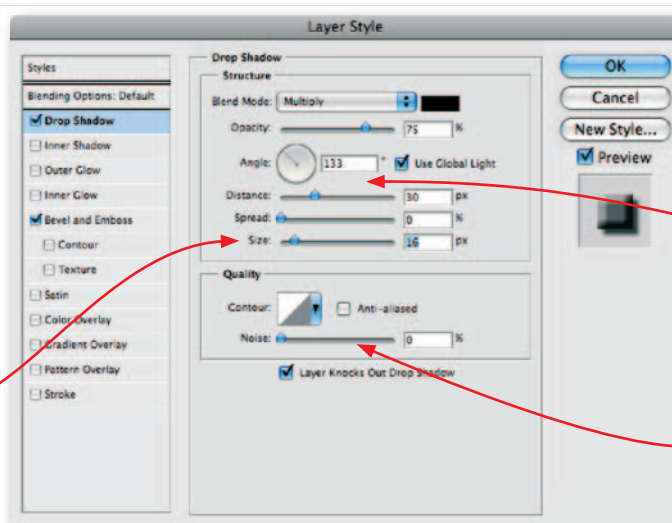 Layer Style
Styles
Blending Options: Default
Drop Shadow
Inner Shadow
Outer Glow
Inner Glow
Bevel and Emboss
Contour
Texture
Satin
Color Overlay
Gradient Overlay
Pattern Overlay
Stroke
Drop Shadow
Structure
Blend Mode: Multiply
Opacity: 75 %
Angle: 133 ° Use Global Light
Distance: 30 px
Spread: 0 %
Size: 16 px
Quality
Contour: Anti-aliased
Noise: 0 %
Layer Knocks Out Drop Shadow
OK
Cancel
New Style...
Preview